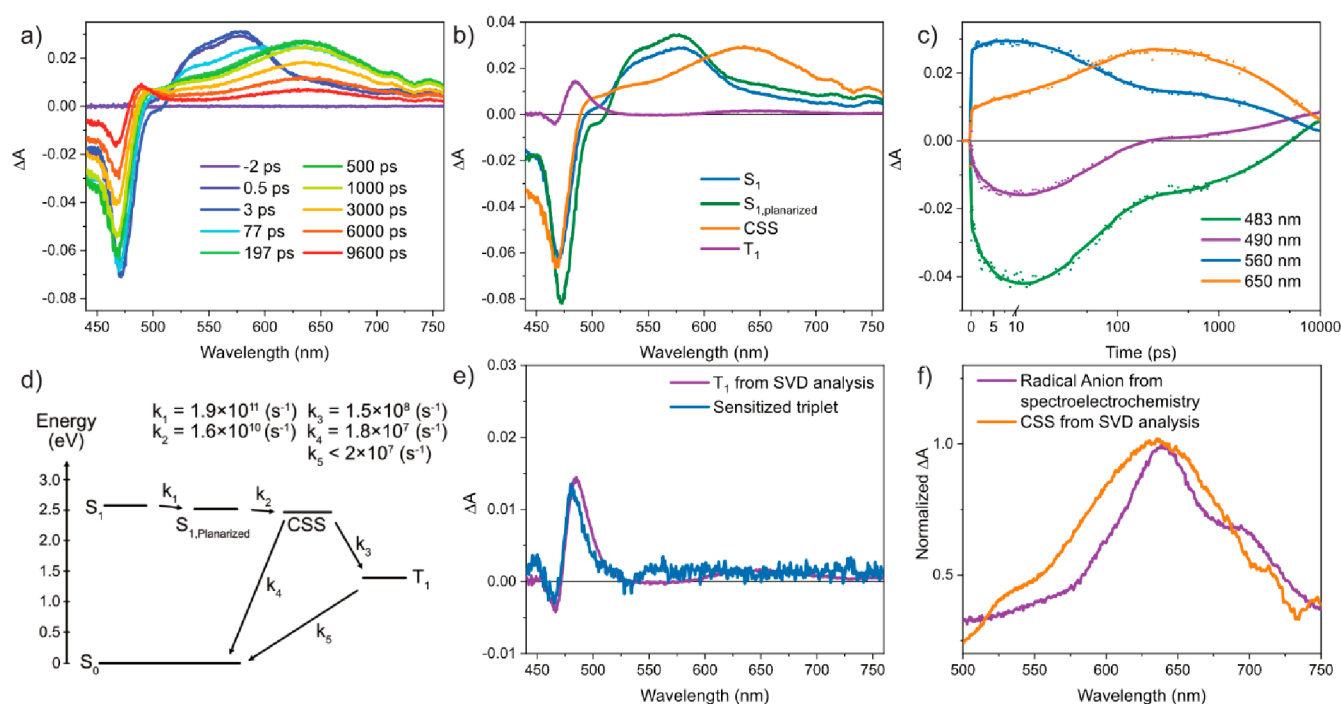 a)
0.02
0.00
-0.02
-0.04
-0.06
-0.08
ΔA
-2 ps
0.5 ps
3 ps
77 ps
197 ps
500 ps
1000 ps
3000 ps
6000 ps
9600 ps
450 500 550 600 650 700 750
Wavelength (nm)
b)
0.04
0.02
0.00
-0.02
-0.04
-0.06
-0.08
ΔA
S₁
S₁,planarized
CSS
T₁
450 500 550 600 650 700 750
Wavelength (nm)
c)
0.02
0.00
-0.02
-0.04
ΔA
483 nm
490 nm
560 nm
650 nm
0 5 10 100 1000 10000
Time (ps)
d)
Energy
(eV)
k₁ = 1.9×10¹¹ (s⁻¹) k₃ = 1.5×10⁸ (s⁻¹)
k₂ = 1.6×10¹⁰ (s⁻¹) k₄ = 1.8×10⁷ (s⁻¹)
k₅ < 2×10⁷ (s⁻¹)
3.0
2.5
2.0
1.5
1.0
0.5
0
S₁
k₁
S₁,Planarized
k₂
CSS
k₃
T₁
k₄
k₅
S₀
e)
0.03
0.02
0.01
0.00
-0.01
ΔA
T₁ from SVD analysis
Sensitized triplet
450 500 550 600 650 700 750
Wavelength (nm)
f)
Radical Anion from
spectroelectrochemistry
CSS from SVD analysis
1.0
0.5
Normalized ΔA
500 550 600 650 700 750
Wavelength (nm)